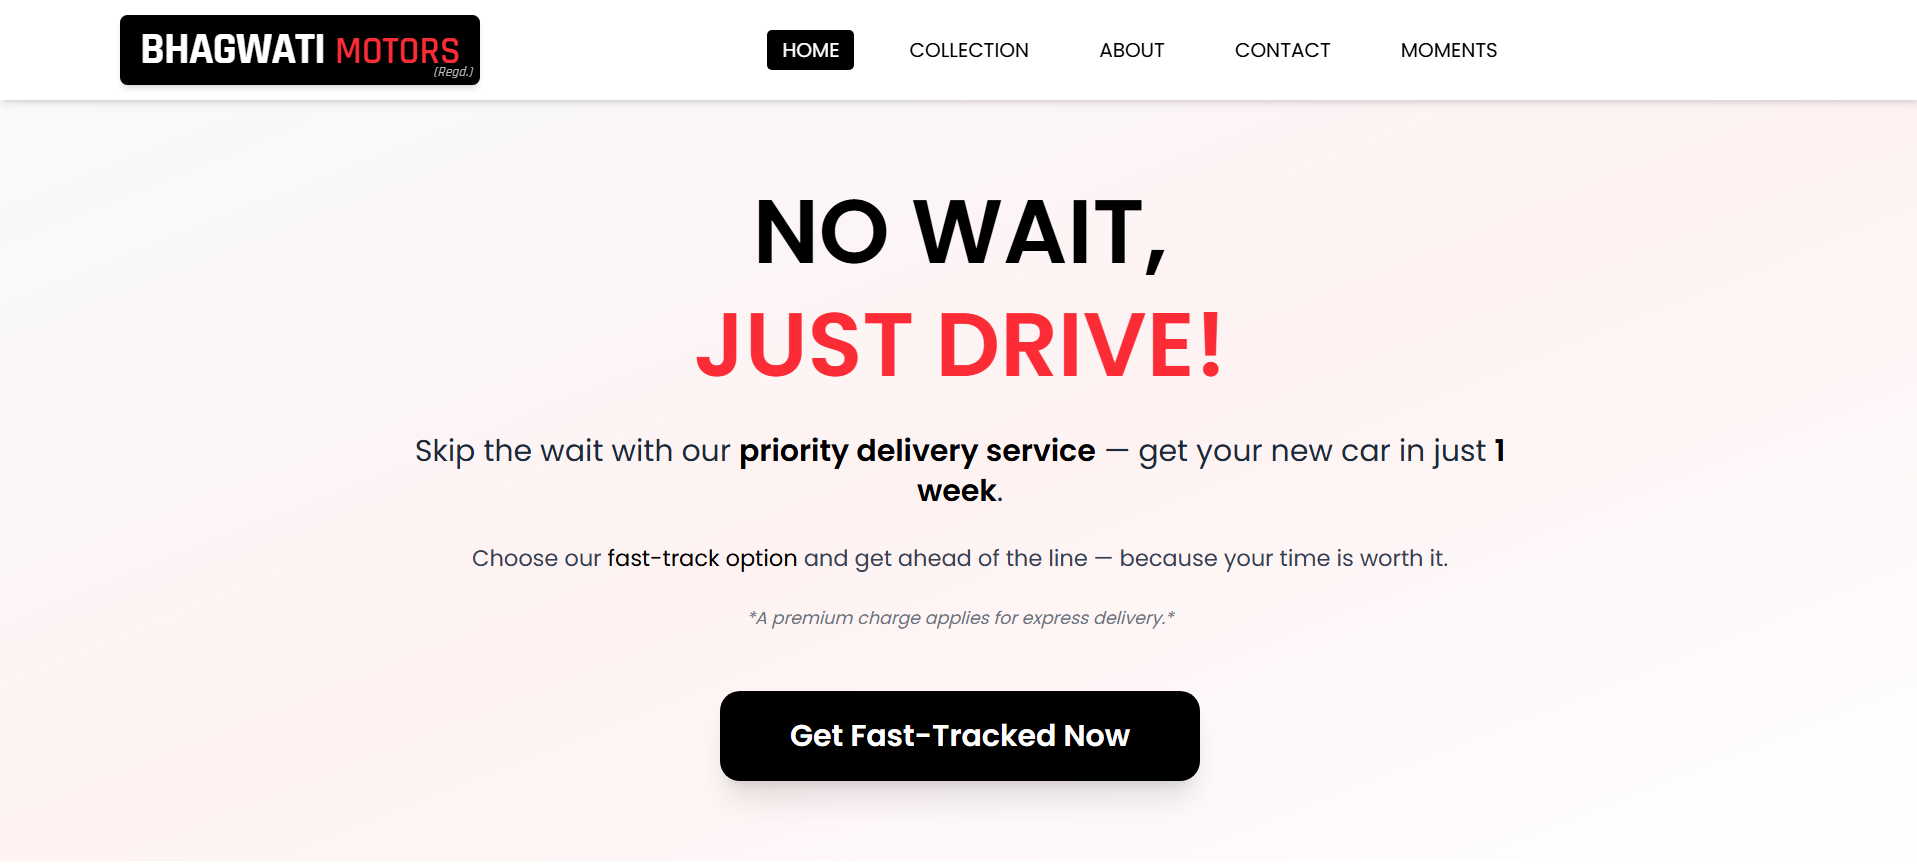 BHAGWATI MOTORS
(Regd.)
HOME
COLLECTION
ABOUT
CONTACT
MOMENTS
NO WAIT,
JUST DRIVE!
Skip the wait with our priority delivery service — get your new car in just 1
week.
Choose our fast-track option and get ahead of the line — because your time is worth it.
*A premium charge applies for express delivery.*
Get Fast-Tracked Now